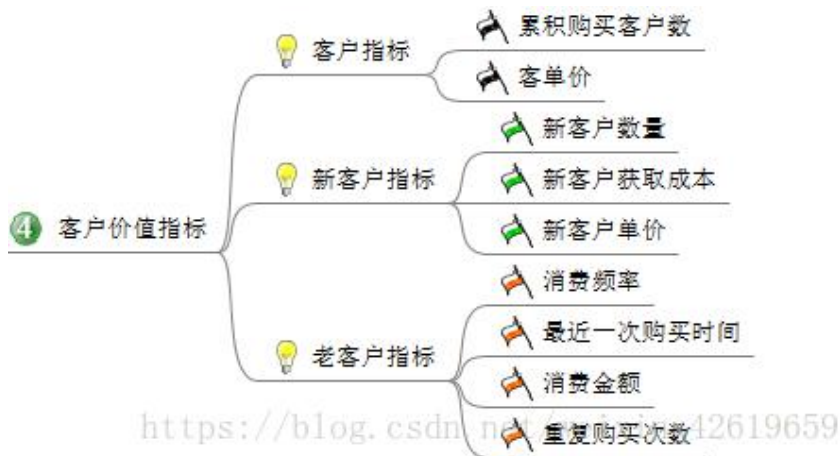 4 客户价值指标
客户指标
累积购买客户数
客单价
新客户指标
新客户数量
新客户获取成本
新客户单价
老客户指标
消费频率
最近一次购买时间
消费金额
重复购买次数
https://blog.csdn.net/ 42619659